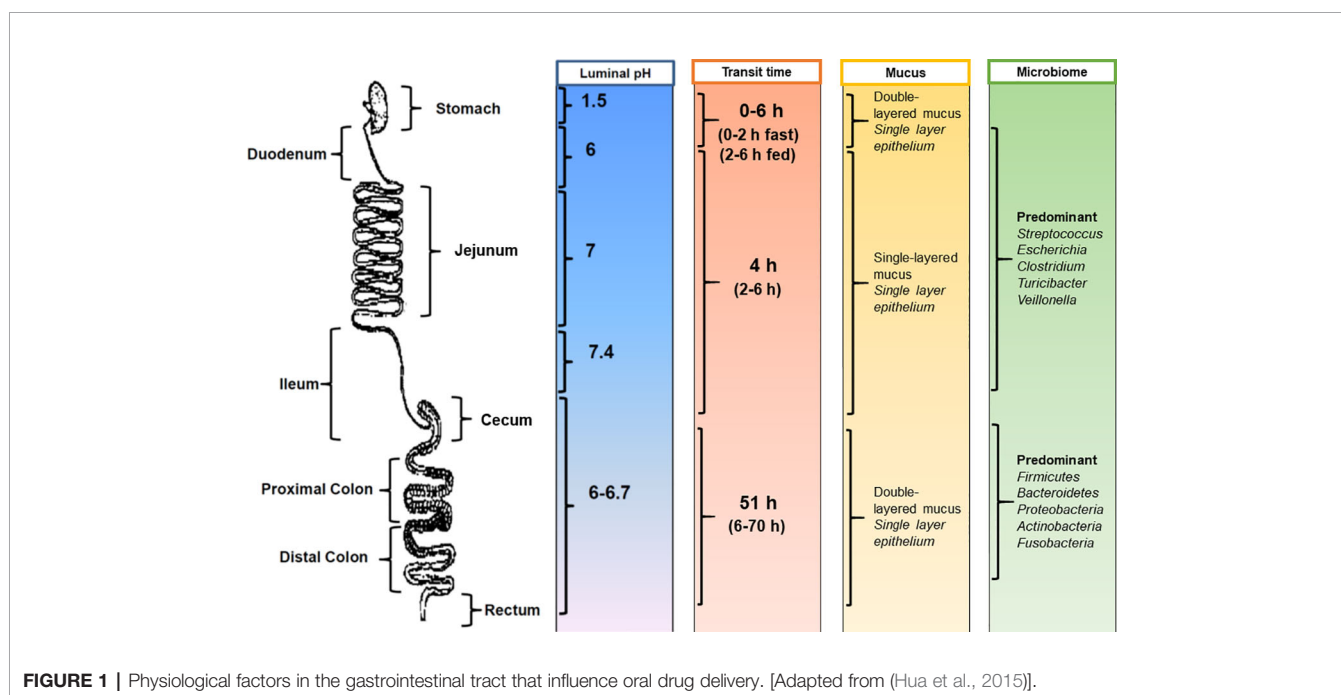 Stomach
Duodenum
Jejunum
Ileum
Cecum
Proximal Colon
Distal Colon
Rectum
Luminal pH
1.5
6
7
7.4
6-6.7
Transit time
0-6 h
(0-2 h fast)
(2-6 h fed)
4 h
(2-6 h)
51 h
(6-70 h)
Mucus
Double-
layered mucus
Single layer
epithelium
Single-layered
mucus
Single layer
epithelium
Double-
layered mucus
Single layer
epithelium
Microbiome
Predominant
Streptococcus
Escherichia
Clostridium
Turicibacter
Veillonella
Predominant
Firmicutes
Bacteroidetes
Proteobacteria
Actinobacteria
Fusobacteria
FIGURE 1 | Physiological factors in the gastrointestinal tract that influence oral drug delivery. [Adapted from (Hua et al., 2015)].